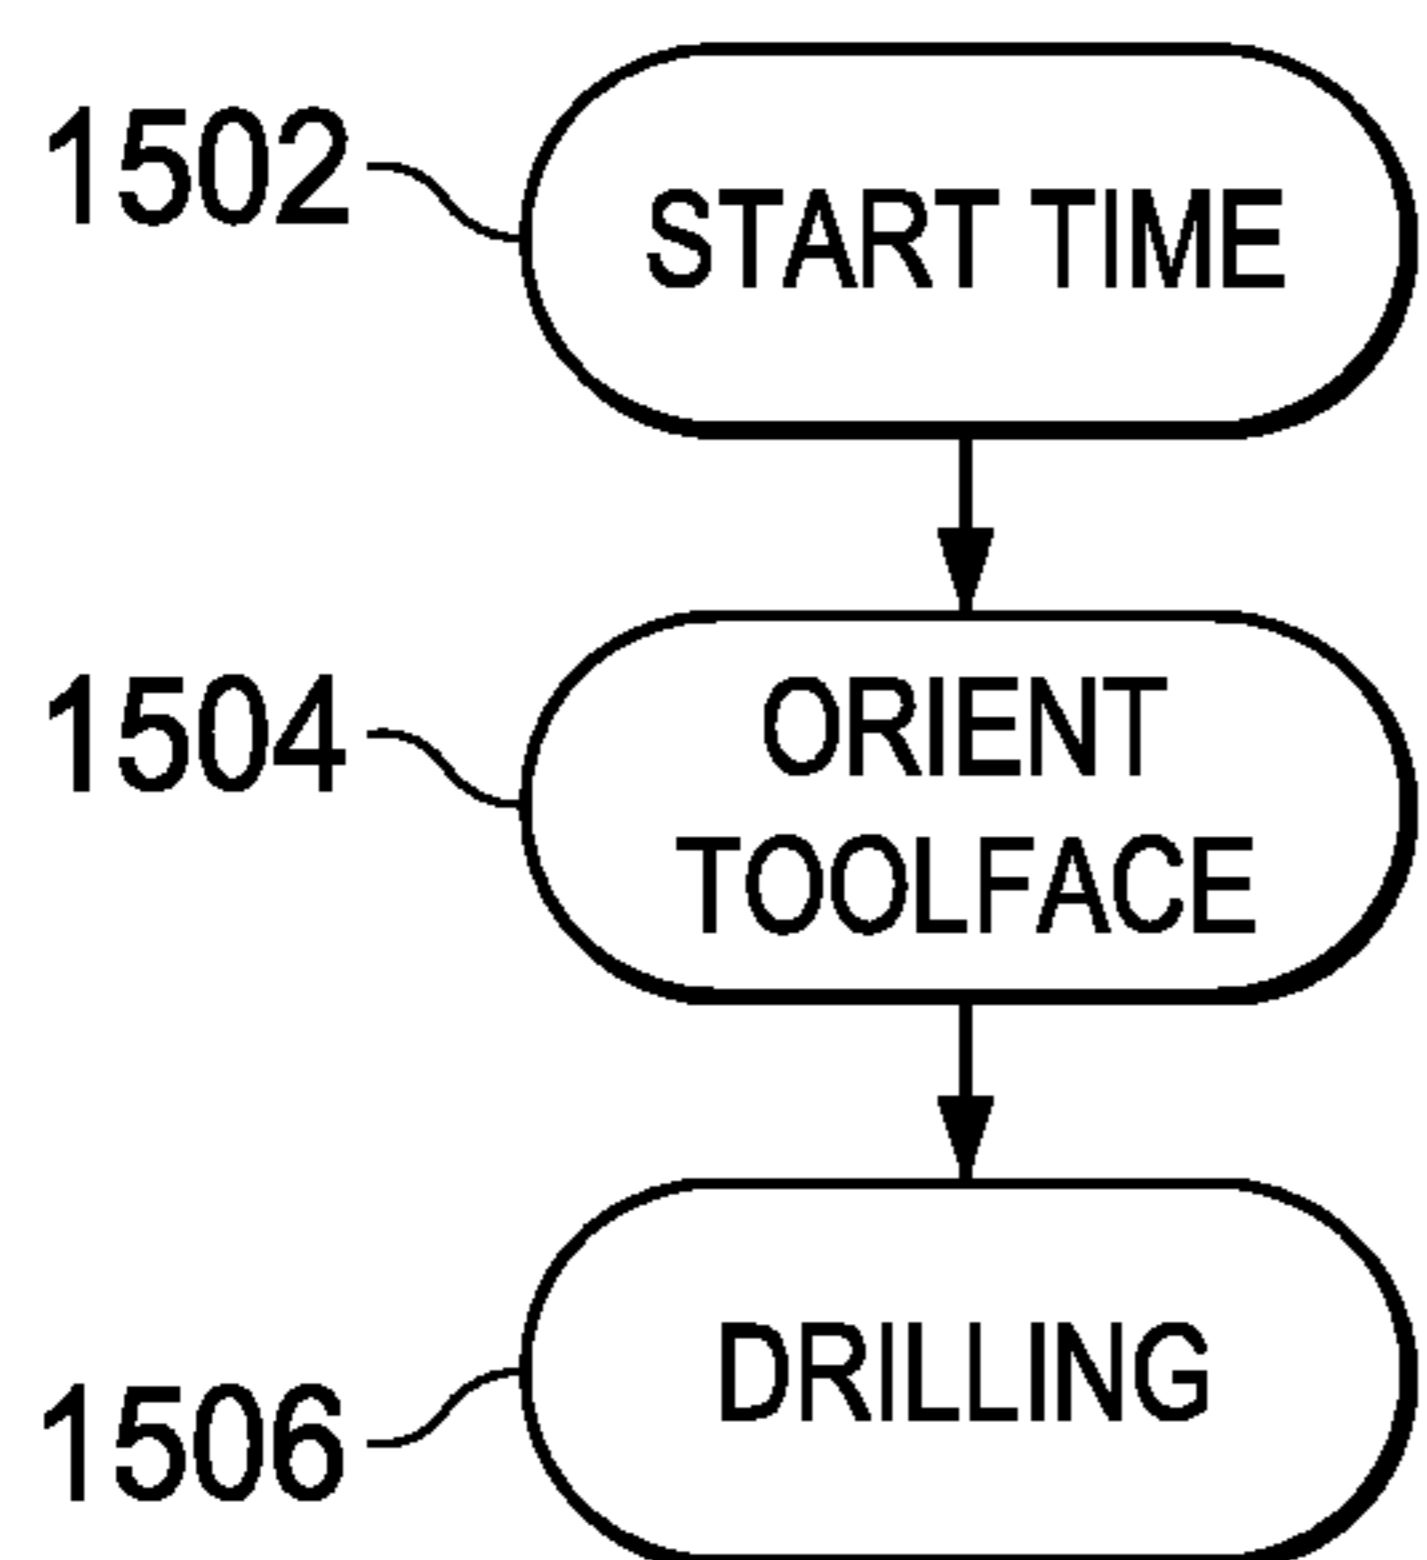 1502
START TIME
1504
ORIENT
TOOLFACE
1506
DRILLING